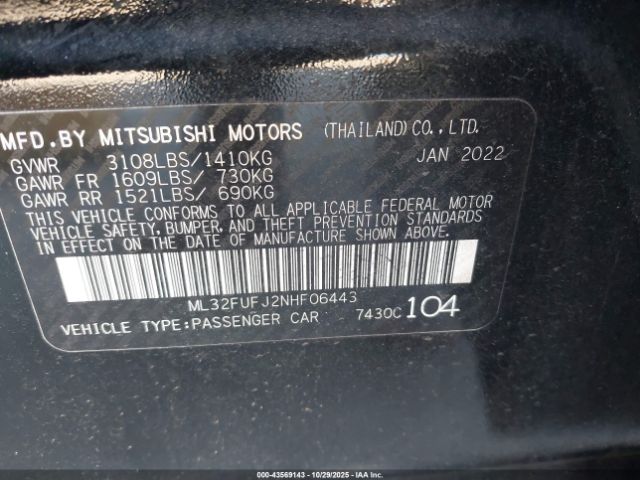 MFD.BY MITSUBISHI MOTORS (THAILAND)CO.,LTD.
GVWR 3108LBS/1410KG JAN 2022
GAWR FR 1609LBS/ 730KG
GAWR RR 1521LBS/ 690KG
THIS VEHICLE CONFORMS TO ALL APPLICABLE FEDERAL MOTOR
VEHICLE SAFETY, BUMPER, AND THEFT PREVENTION STANDARDS
IN EFFECT ON THE DATE OF MANUFACTURE SHOWN ABOVE.
ML32FUFJ2NHF06443
VEHICLE TYPE:PASSENGER CAR 7430C 104
000-43569143 - 10/29/2025 - IAAI.COM